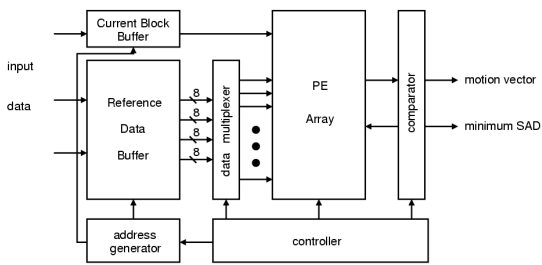 Current Block
Buffer
input
data
Reference
Data
Buffer
8
8
8
8
data multiplexer
PE
Array
comparator
motion vector
minimum SAD
address
generator
controller